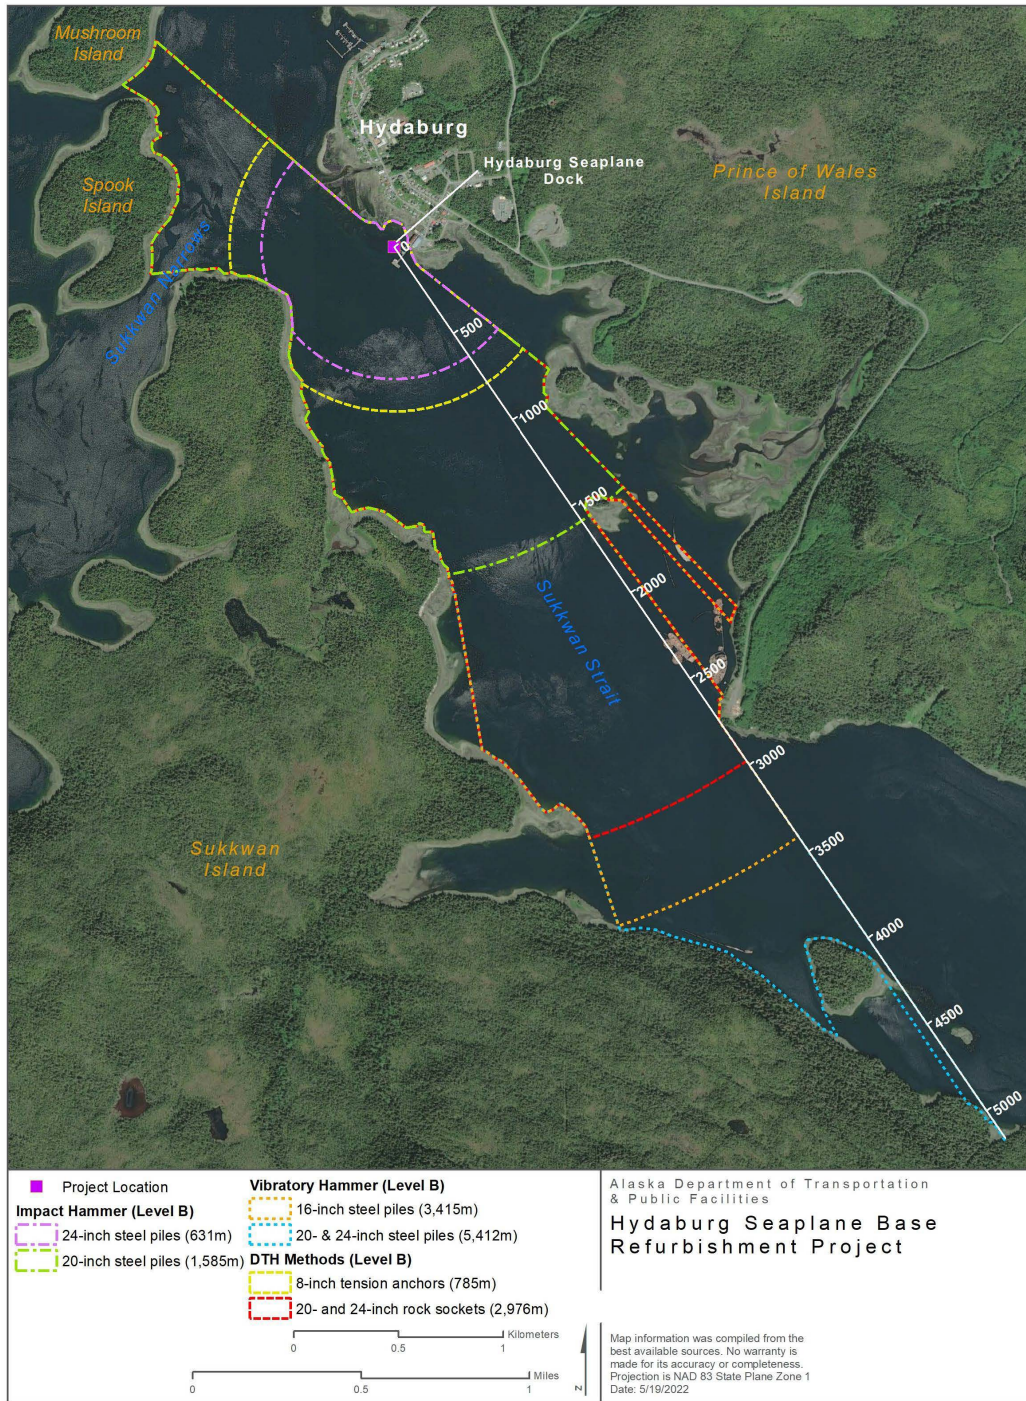 Mushroom
Island
Hydaburg
Hydaburg Seaplane
Dock
Prince of Wales
Island
Spook
Island
Sukkwan Narrows
0
500
1000
1500
2000
Sukkwan Strait
2500
3000
3500
Sukkwan
Island
4000
4500
5000
Project Location
Impact Hammer (Level B)
24-inch steel piles (631m)
20-inch steel piles (1,585m)
Vibratory Hammer (Level B)
16-inch steel piles (3,415m)
20- & 24-inch steel piles (5,412m)
DTH Methods (Level B)
8-inch tension anchors (785m)
20- and 24-inch rock sockets (2,976m)
Kilometers
0 0.5 1
Miles
0 0.5 1
N
Alaska Department of Transportation
& Public Facilities
Hydaburg Seaplane Base
Refurbishment Project
Map information was compiled from the
best available sources. No warranty is
made for its accuracy or completeness.
Projection is NAD 83 State Plane Zone 1
Date: 5/19/2022